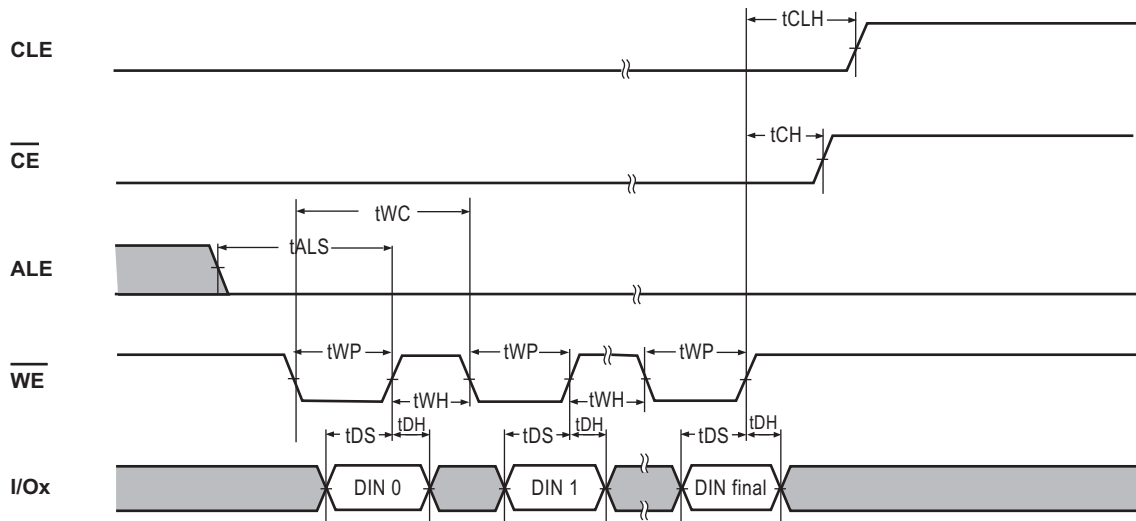 tCLH
CLE
tCH
CE
tWC
tALS
ALE
tWP tWP tWP
WE
tWH tWH
tDS tDH tDS tDH tDS tDH
I/Ox DIN 0 DIN 1 DIN final